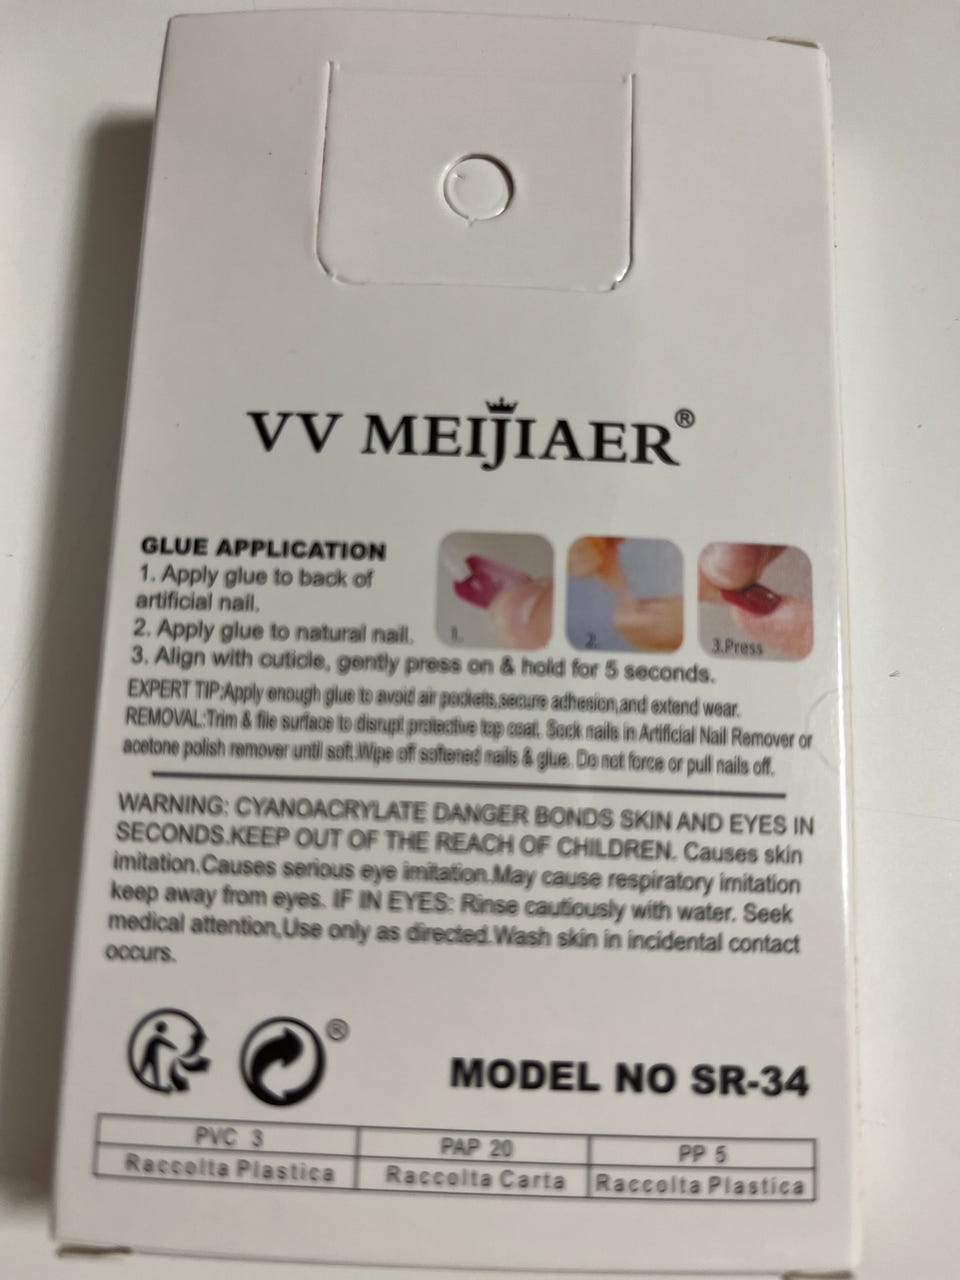 VV MEIJIAER®
GLUE APPLICATION
1. Apply glue to back of
artificial nail.
2. Apply glue to natural nail.
3. Align with cuticle, gently press on & hold for 5 seconds.
1.
2.
3.Press
EXPERT TIP:Apply enough glue to avoid air pockets,secure adhesion,and extend wear.
REMOVAL:Trim & file surface to disrupt protective top coat. Sock nails in Artificial Nail Remover or
acetone polish remover until soft.Wipe off softened nails & glue. Do not force or pull nails off.
WARNING: CYANOACRYLATE DANGER BONDS SKIN AND EYES IN
SECONDS.KEEP OUT OF THE REACH OF CHILDREN. Causes skin
imitation.Causes serious eye imitation.May cause respiratory imitation
keep away from eyes. IF IN EYES: Rinse cautiously with water. Seek
medical attention,Use only as directed.Wash skin in incidental contact
occurs.
®
MODEL NO SR-34
PVC 3 PAP 20 PP 5
Raccolta Plastica Raccolta Carta Raccolta Plastica